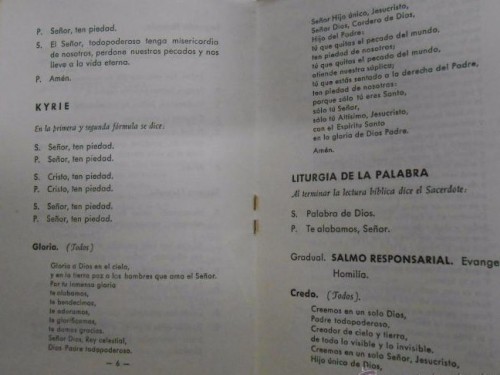 P. Señor, ten piedad.
S. El Señor, todapoderoso tenga misericordia
de nosotros, perdone nuestros pecados y nos
lleve a la vida eterna.
P. Amén.
KYRIE
En la primera y segunda fórmula se dice:
S. Señor, ten piedad.
P. Señor, ten piedad.
S. Cristo, ten piedad.
P. Cristo, ten piedad.
S. Señor, ten piedad.
P. Señor, ten piedad.
Gloria. (Todos)
Gloria a Dios en el cielo,
y en la tierra paz a los hombres que ama el Señor.
Por tu inmensa gloria
te alabamos,
te bendecimos,
te adoramos,
te glorificamos,
te damos gracias.
Señor Dios, Rey celestial,
Dios Padre todopoderoso.
— 6 —
Señor Hijo único, Jesucristo,
Señor Dios, Cordero de Dios,
Hijo del Padre:
tú que quitas el pecado del mundo,
ten piedad de nosotros;
tú que quitas el pecado del mundo,
atiende nuestra súplica;
tú que estás sentado a la derecha del Padre,
ten piedad de nosotros:
porque sólo tú eres Santo,
sólo tú Señor,
sólo tú Altísimo, Jesucristo,
con el Espíritu Santo
en la gloria de Dios Padre.
Amén.
LITURGIA DE LA PALABRA
Al terminar la lectura bíblica dice el Sacerdote:
S. Palabra de Dios.
P. Te alabamos, Señor.
Gradual. SALMO RESPONSARIAL. Evange
Homilía.
Credo. (Todos).
Creemos en un solo Dios,
Padre todopoderoso,
Creador de cielo y tierra,
de todo lo visible y lo invisible.
Creemos en un solo Señor, Jesucristo,
Hijo único de Dios,